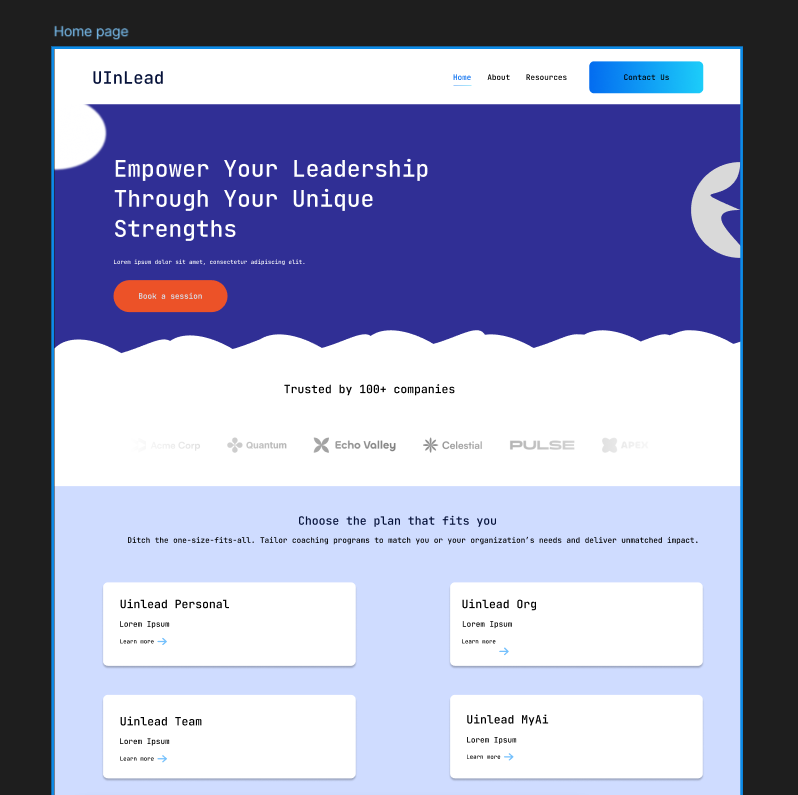 Home page
UInLead
Home About Resources Contact Us
Empower Your Leadership
Through Your Unique
Strengths
Lorem ipsum dolor sit amet, consectetur adipiscing elit.
Book a session
Trusted by 100+ companies
Acme Corp Quantum Echo Valley Celestial PULSE APEX
Choose the plan that fits you
Ditch the one-size-fits-all. Tailor coaching programs to match you or your organization's needs and deliver unmatched impact.
Uinlead Personal
Lorem Ipsum
Learn more
Uinlead Org
Lorem Ipsum
Learn more
Uinlead Team
Lorem Ipsum
Learn more
Uinlead MyAi
Lorem Ipsum
Learn more